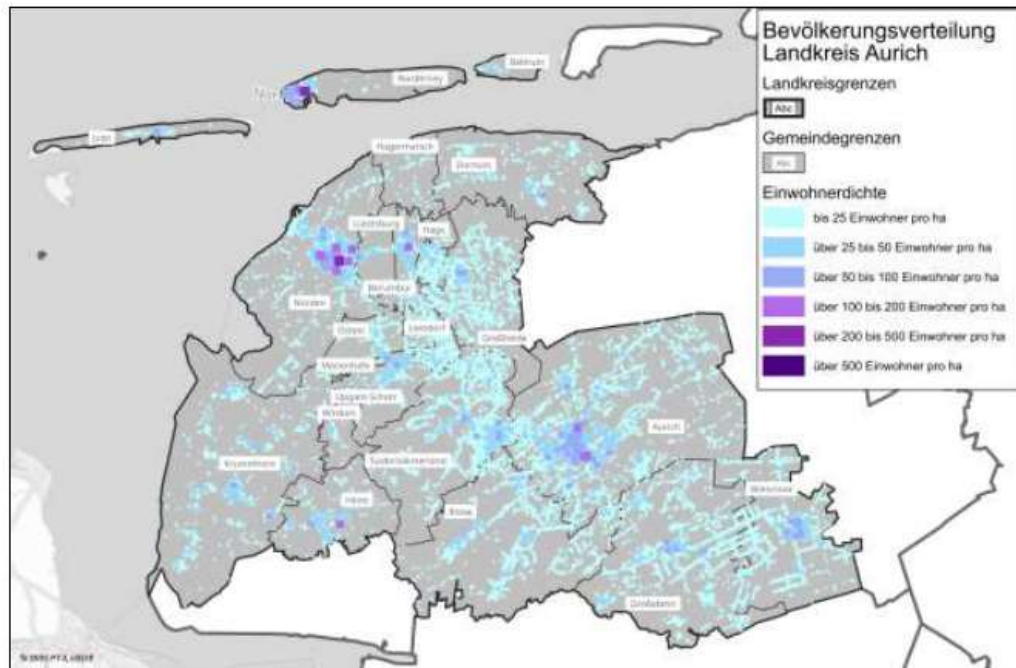 Bevölkerungsverteilung
Landkreis Aurich
Landkreisgrenzen
Abc
Gemeindegrenzen
Abc
Einwohnerdichte
bis 25 Einwohner pro ha
über 25 bis 50 Einwohner pro ha
über 50 bis 100 Einwohner pro ha
über 100 bis 200 Einwohner pro ha
über 200 bis 500 Einwohner pro ha
über 500 Einwohner pro ha
Baltrum
Norderney
Nor
Juist
Hagermarsch
Dornum
Lütetsburg
Hage
Berumbur
Norden
Osteel
Leezdorf
Großheide
Marienhafe
Upgant-Schott
Wirdum
Aurich
Krummhörn
Südbrookmerland
Wiesmoor
Hinte
Ihlow
Großefehn